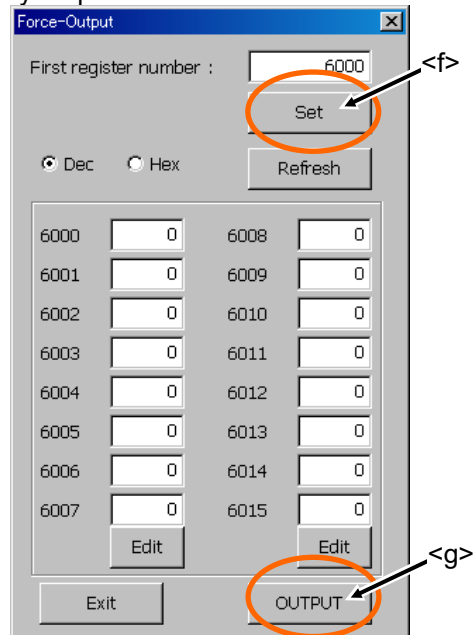 Force-Output
First register number : 6000
<f>
Set
Dec Hex Refresh
6000 0 6008 0
6001 0 6009 0
6002 0 6010 0
6003 0 6011 0
6004 0 6012 0
6005 0 6013 0
6006 0 6014 0
6007 0 6015 0
Edit Edit
<g>
Exit OUTPUT